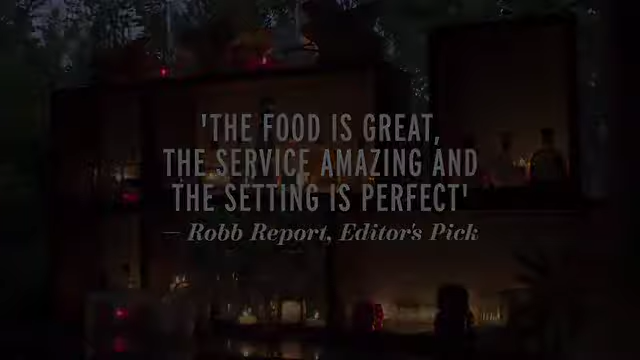 'THE FOOD IS GREAT,
THE SERVICE AMAZING AND
THE SETTING IS PERFECT'
— Robb Report, Editor's Pick